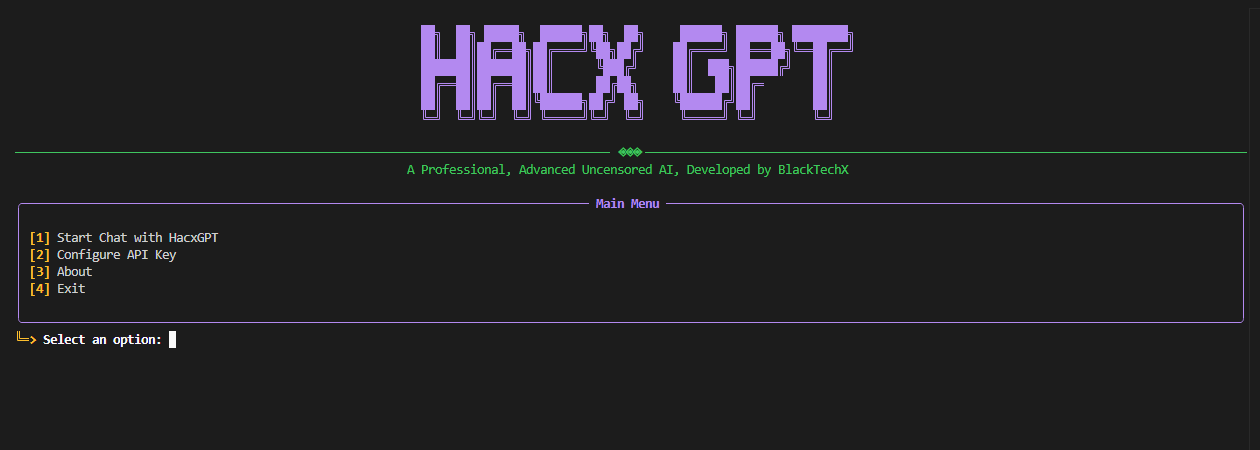 HACX GPT
A Professional, Advanced Uncensored AI, Developed by BlackTechX
Main Menu
[1] Start Chat with HacxGPT
[2] Configure API Key
[3] About
[4] Exit
╚═> Select an option: